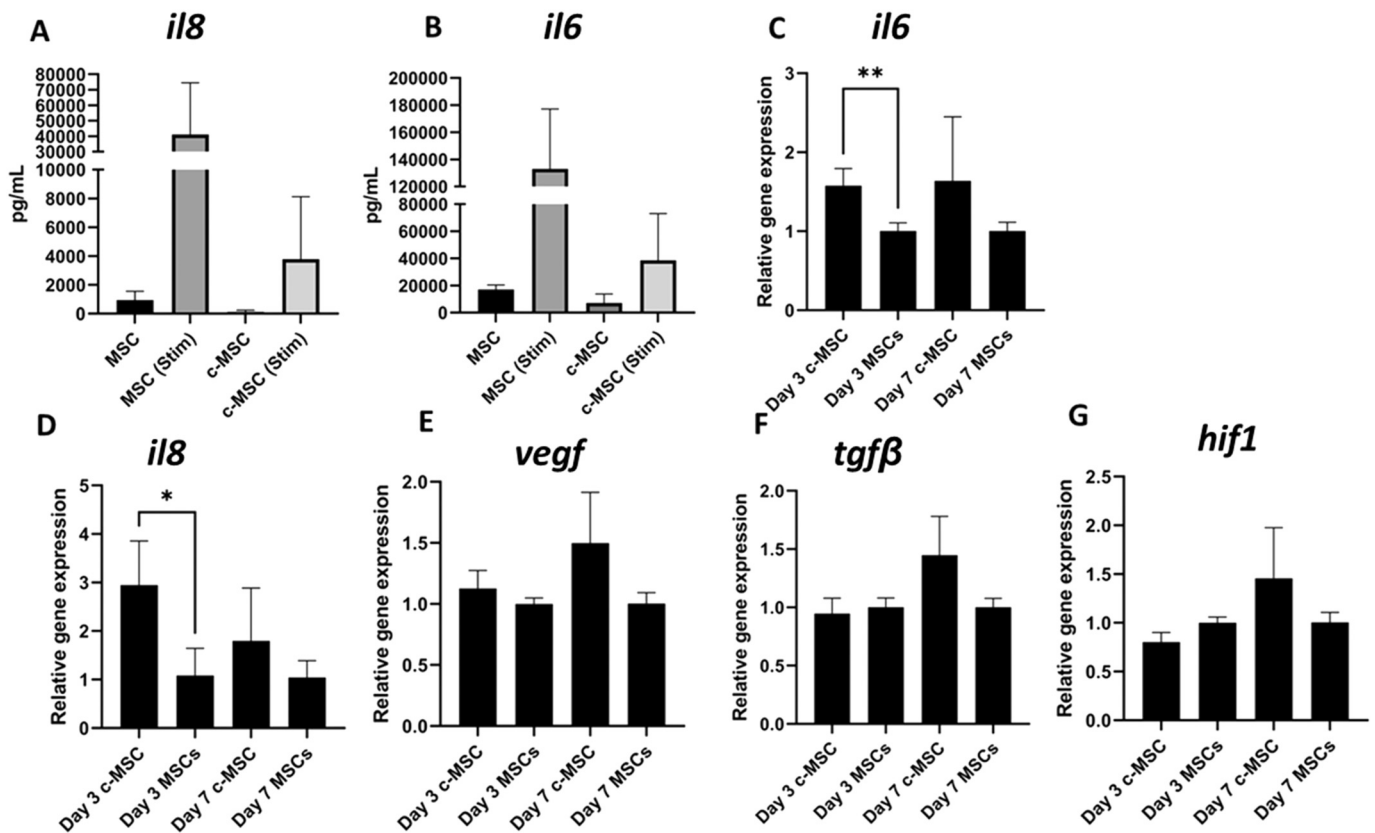 A
il8
80000
70000
60000
50000
40000
30000
10000
8000
6000
4000
2000
0
pg/mL
MSC
MSC (Stim)
c-MSC
c-MSC (Stim)
B
il6
200000
180000
160000
140000
120000
80000
60000
40000
20000
0
pg/mL
MSC
MSC (Stim)
c-MSC
c-MSC (Stim)
C
il6
**
3
2
1
0
Relative gene expression
Day 3 c-MSC
Day 3 MSCs
Day 7 c-MSC
Day 7 MSCs
D
il8
*
5
4
3
2
1
0
Relative gene expression
Day 3 c-MSC
Day 3 MSCs
Day 7 c-MSC
Day 7 MSCs
E
vegf
2.0
1.5
1.0
0.5
0.0
Relative gene expression
Day 3 c-MSC
Day 3 MSCs
Day 7 c-MSC
Day 7 MSCs
F
tgfβ
2.0
1.5
1.0
0.5
0.0
Relative gene expression
Day 3 c-MSC
Day 3 MSCs
Day 7 c-MSC
Day 7 MSCs
G
hif1
2.5
2.0
1.5
1.0
0.5
0.0
Relative gene expression
Day 3 c-MSC
Day 3 MSCs
Day 7 c-MSC
Day 7 MSCs